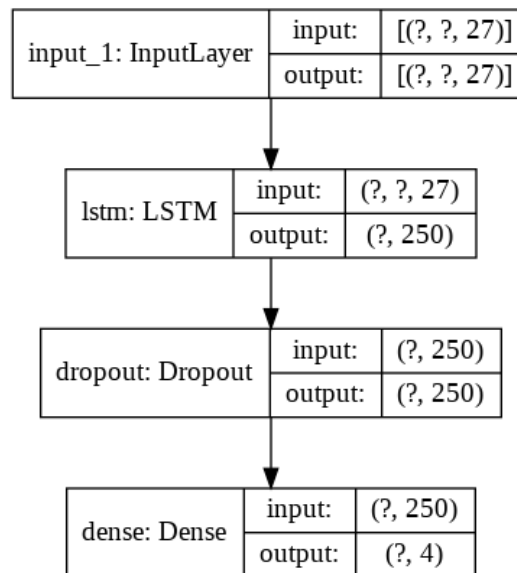 input_1: InputLayer
input:
[(?, ?, 27)]
output:
[(?, ?, 27)]
lstm: LSTM
input:
(?, ?, 27)
output:
(?, 250)
dropout: Dropout
input:
(?, 250)
output:
(?, 250)
dense: Dense
input:
(?, 250)
output:
(?, 4)